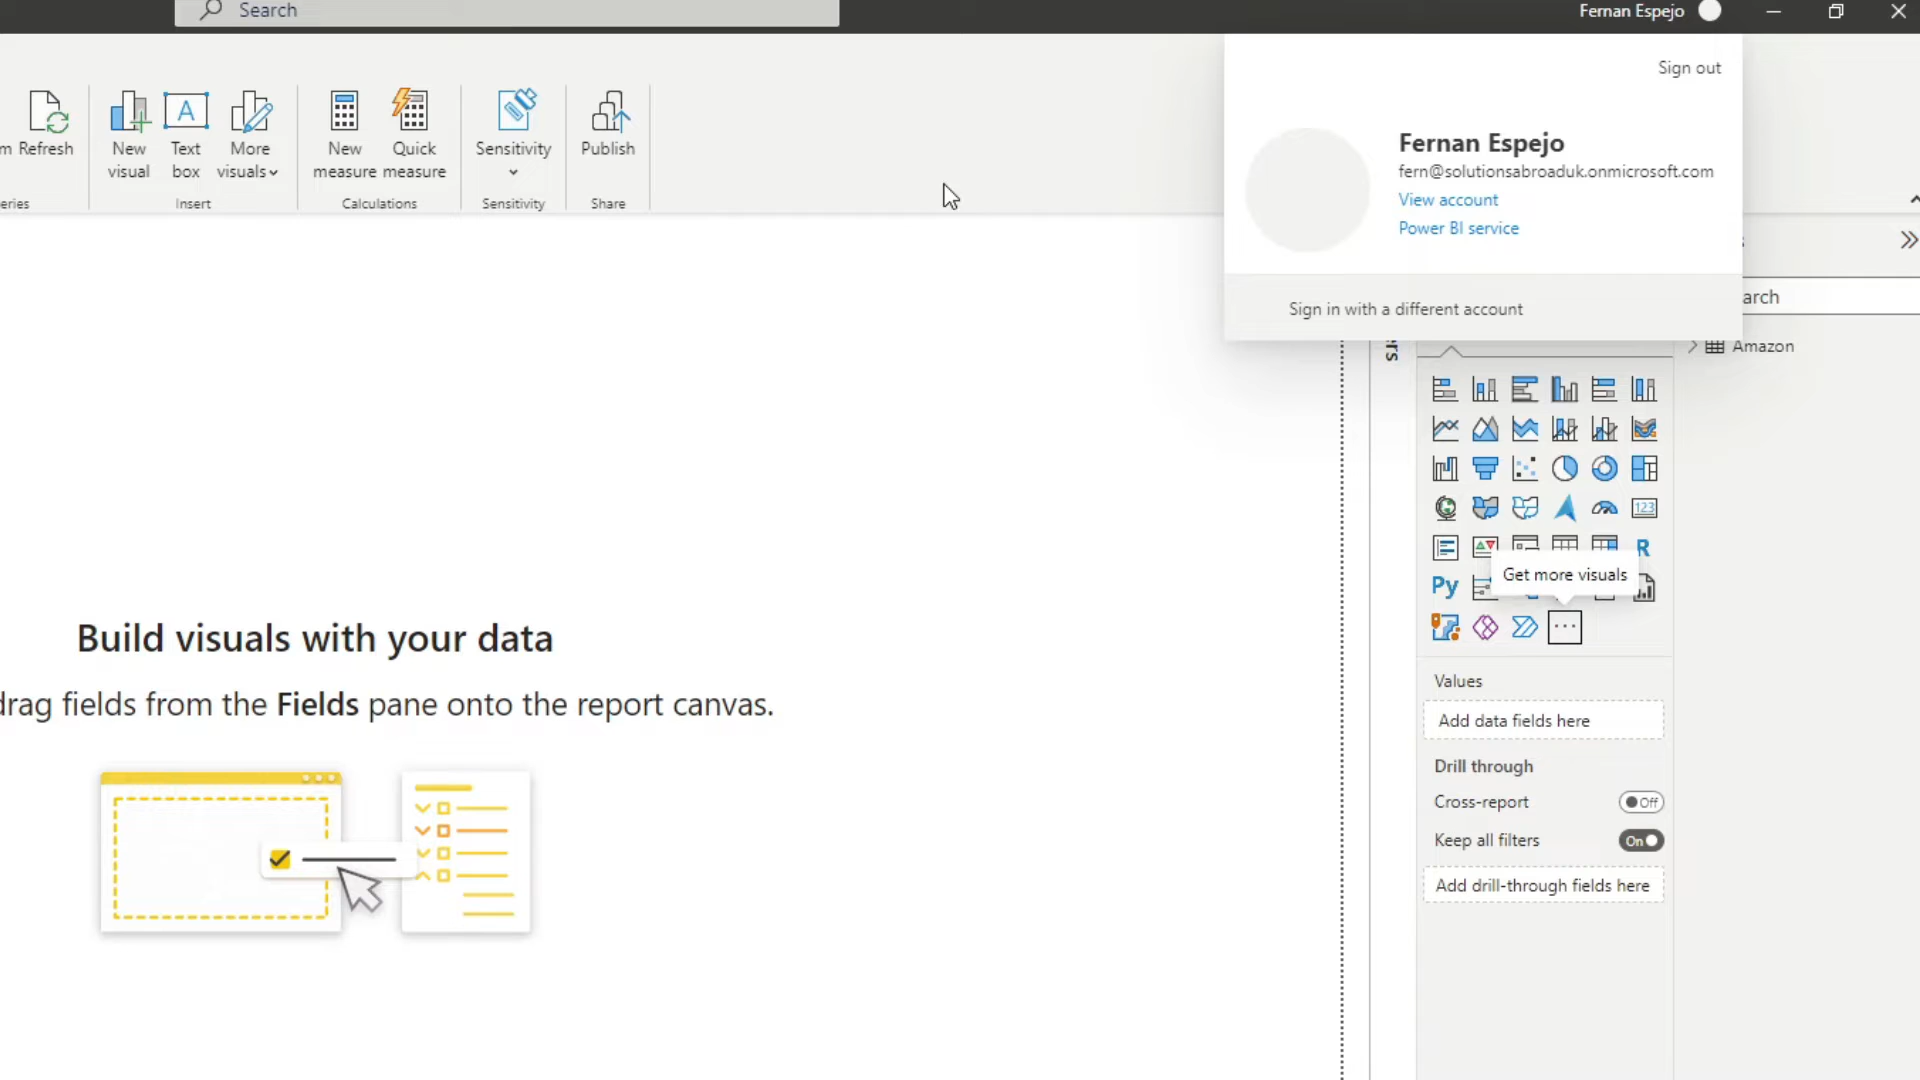 Search
Fernan Espejo
Sign out
Fernan Espejo
fern@solutionsabroaduk.onmicrosoft.com
View account
Power BI service
Sign in with a different account
Refresh
New visual
Text box
More visuals
New measure
Quick measure
Sensitivity
Publish
Insert
Calculations
Sensitivity
Share
Amazon
123
R
Get more visuals
Py
Build visuals with your data
drag fields from the Fields pane onto the report canvas.
Values
Add data fields here
Drill through
Cross-report
Off
Keep all filters
On
Add drill-through fields here